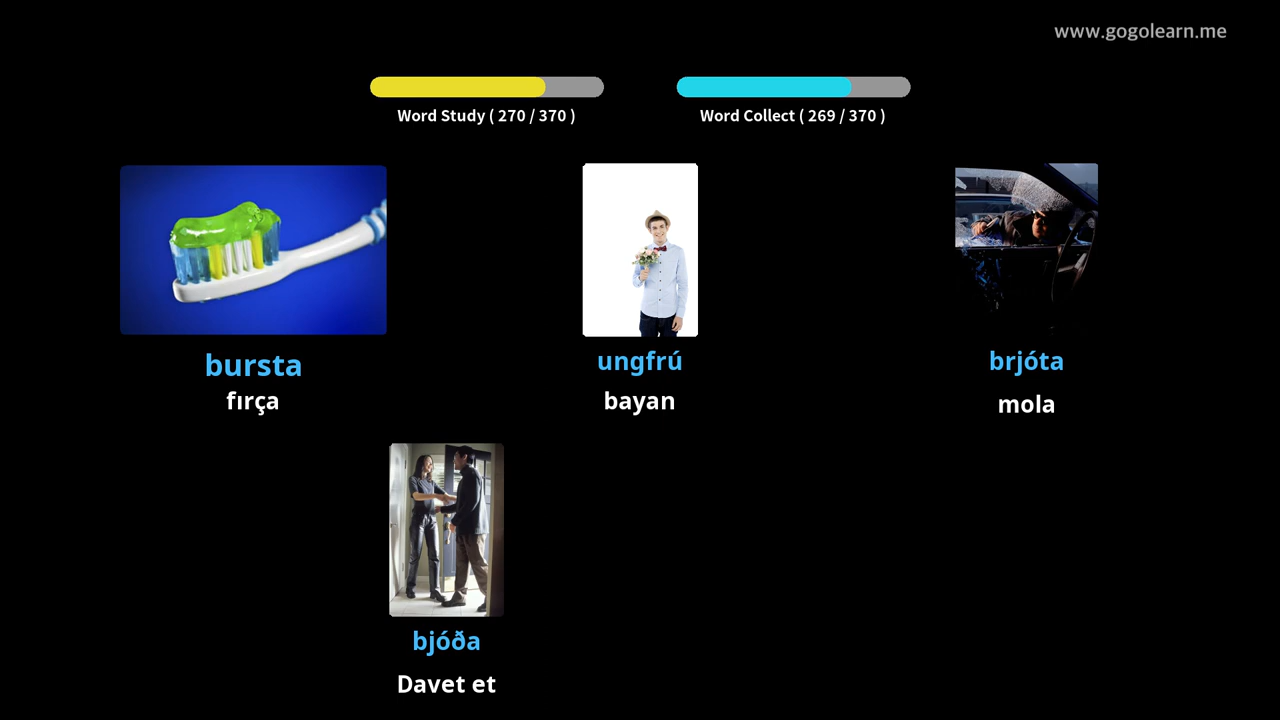 www.gogolearn.me
Word Study ( 270 / 370 )
Word Collect ( 269 / 370 )
bursta
fırça
ungfrú
bayan
brjóta
mola
bjóða
Davet et